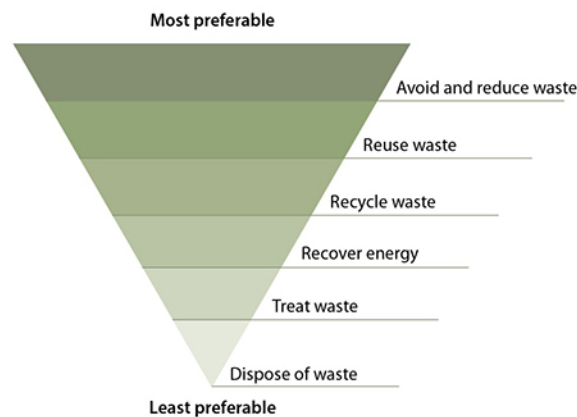 Most preferable
Avoid and reduce waste
Reuse waste
Recycle waste
Recover energy
Treat waste
Dispose of waste
Least preferable